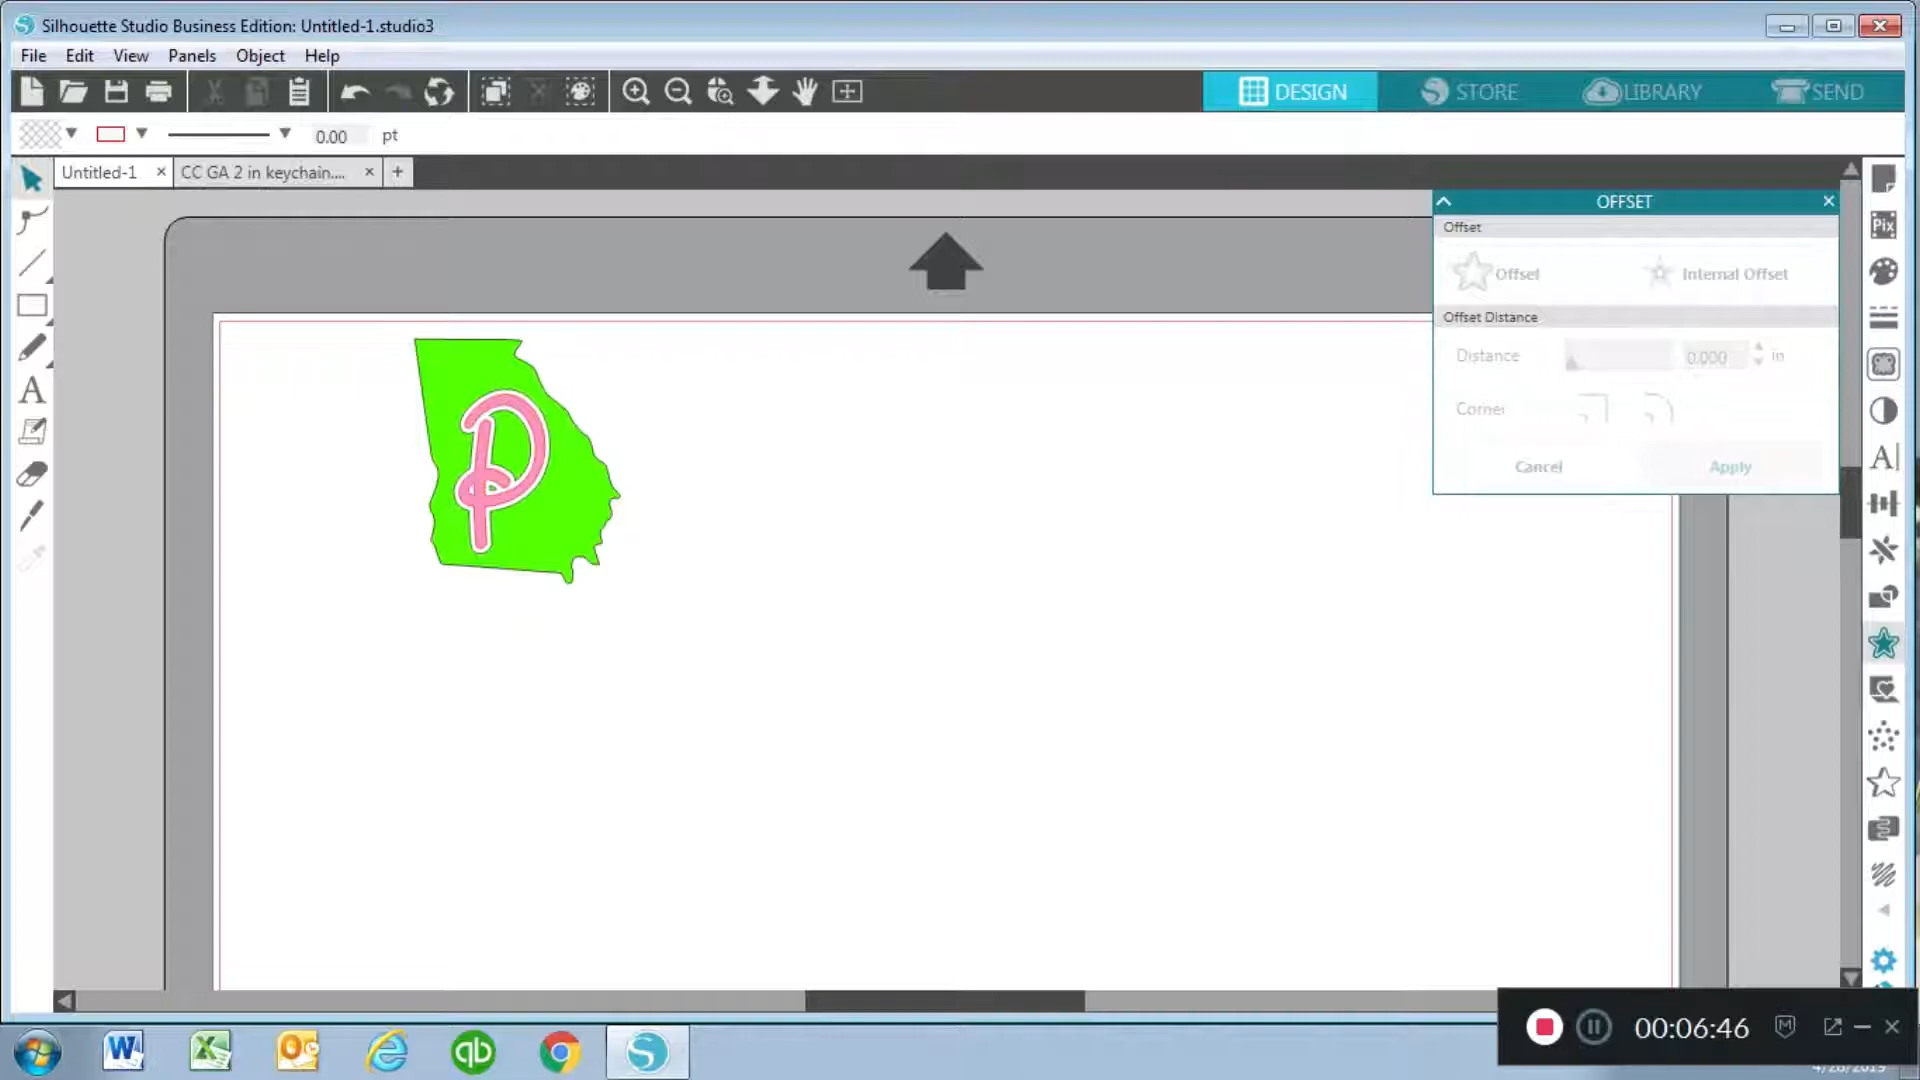 Silhouette Studio Business Edition: Untitled-1.studio3
File Edit View Panels Object Help
DESIGN STORE LIBRARY SEND
0.00 pt
Untitled-1 CC GA 2 in keychain....
OFFSET
Offset
Offset Internal Offset
Offset Distance
Distance 0.000 in
Corner
Cancel Apply
P
Pix
A
A
00:06:46